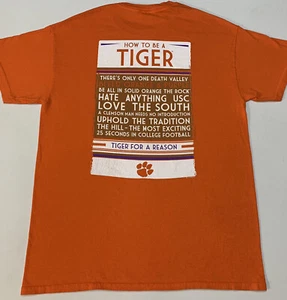 HOW TO BE A
TIGER
THERE'S ONLY ONE DEATH VALLEY
BE ALL IN SOLID ORANGE THE ROCK
HATE ANYTHING USC
LOVE THE SOUTH
A CLEMSON MAN NEEDS NO INTRODUCTION
UPHOLD THE TRADITION
THE HILL–THE MOST EXCITING
25 SECONDS IN COLLEGE FOOTBALL
TIGER FOR A REASON